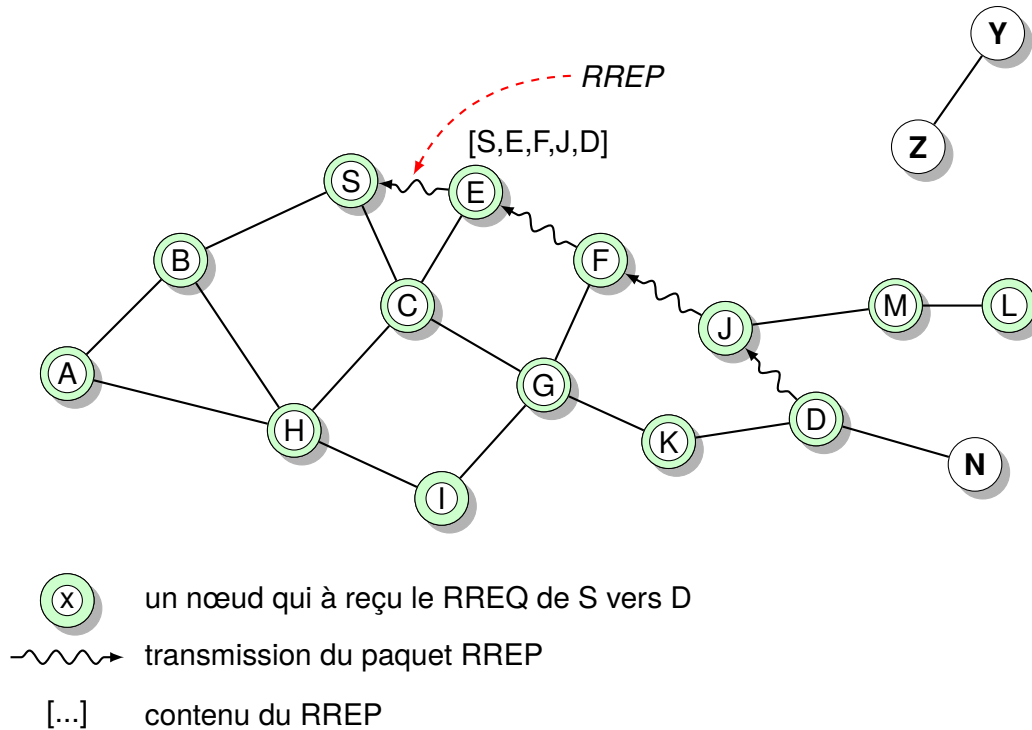 Y
RREP
Z
[S,E,F,J,D]
S
E
B
F
C
M
L
J
A
G
D
H
K
N
I
x un nœud qui à reçu le RREQ de S vers D
transmission du paquet RREP
[...] contenu du RREP